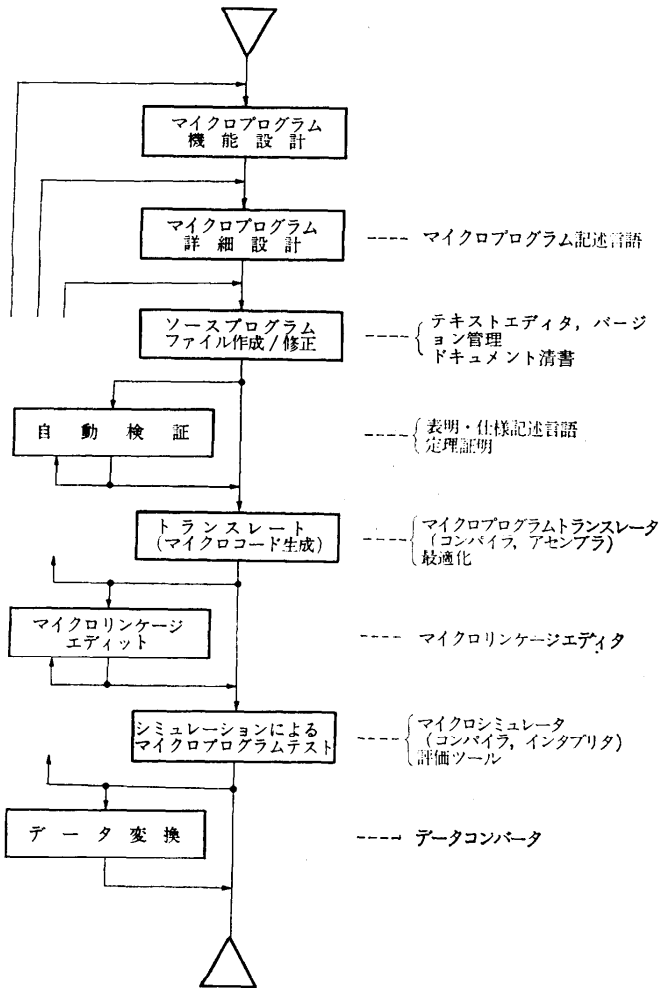 マイクロプログラム
機能設計
マイクロプログラム
詳細設計
マイクロプログラム記述言語
ソースプログラム
ファイル作成/修正
テキストエディタ，バージ
ョン管理
ドキュメント清書
自動検証
表明・仕様記述言語
定理証明
トランスレート
(マイクロコード生成)
マイクロプログラムトランスレータ
(コンパイラ，アセンブラ)
最適化
マイクロリンケージ
エディット
マイクロリンケージエディタ
シミュレーションによる
マイクロプログラムテスト
マイクロシミュレータ
(コンパイラ，インタプリタ)
評価ツール
データ変換
データコンバータ